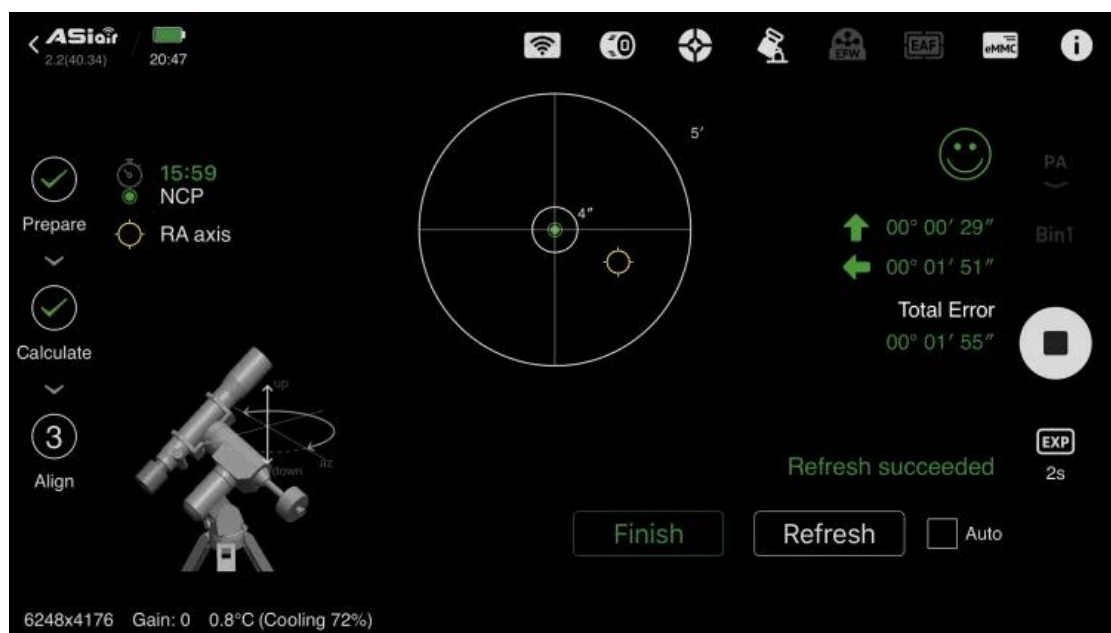 ASiair
2.2(40.34)
20:47
EFW
EAF
eMMC
i
15:59
NCP
RA axis
Prepare
Calculate
3
Align
up
down
az
5′
4″
PA
Bin1
00° 00′ 29″
00° 01′ 51″
Total Error
00° 01′ 55″
EXP
2s
Refresh succeeded
Finish
Refresh
Auto
6248x4176 Gain: 0 0.8°C (Cooling 72%)